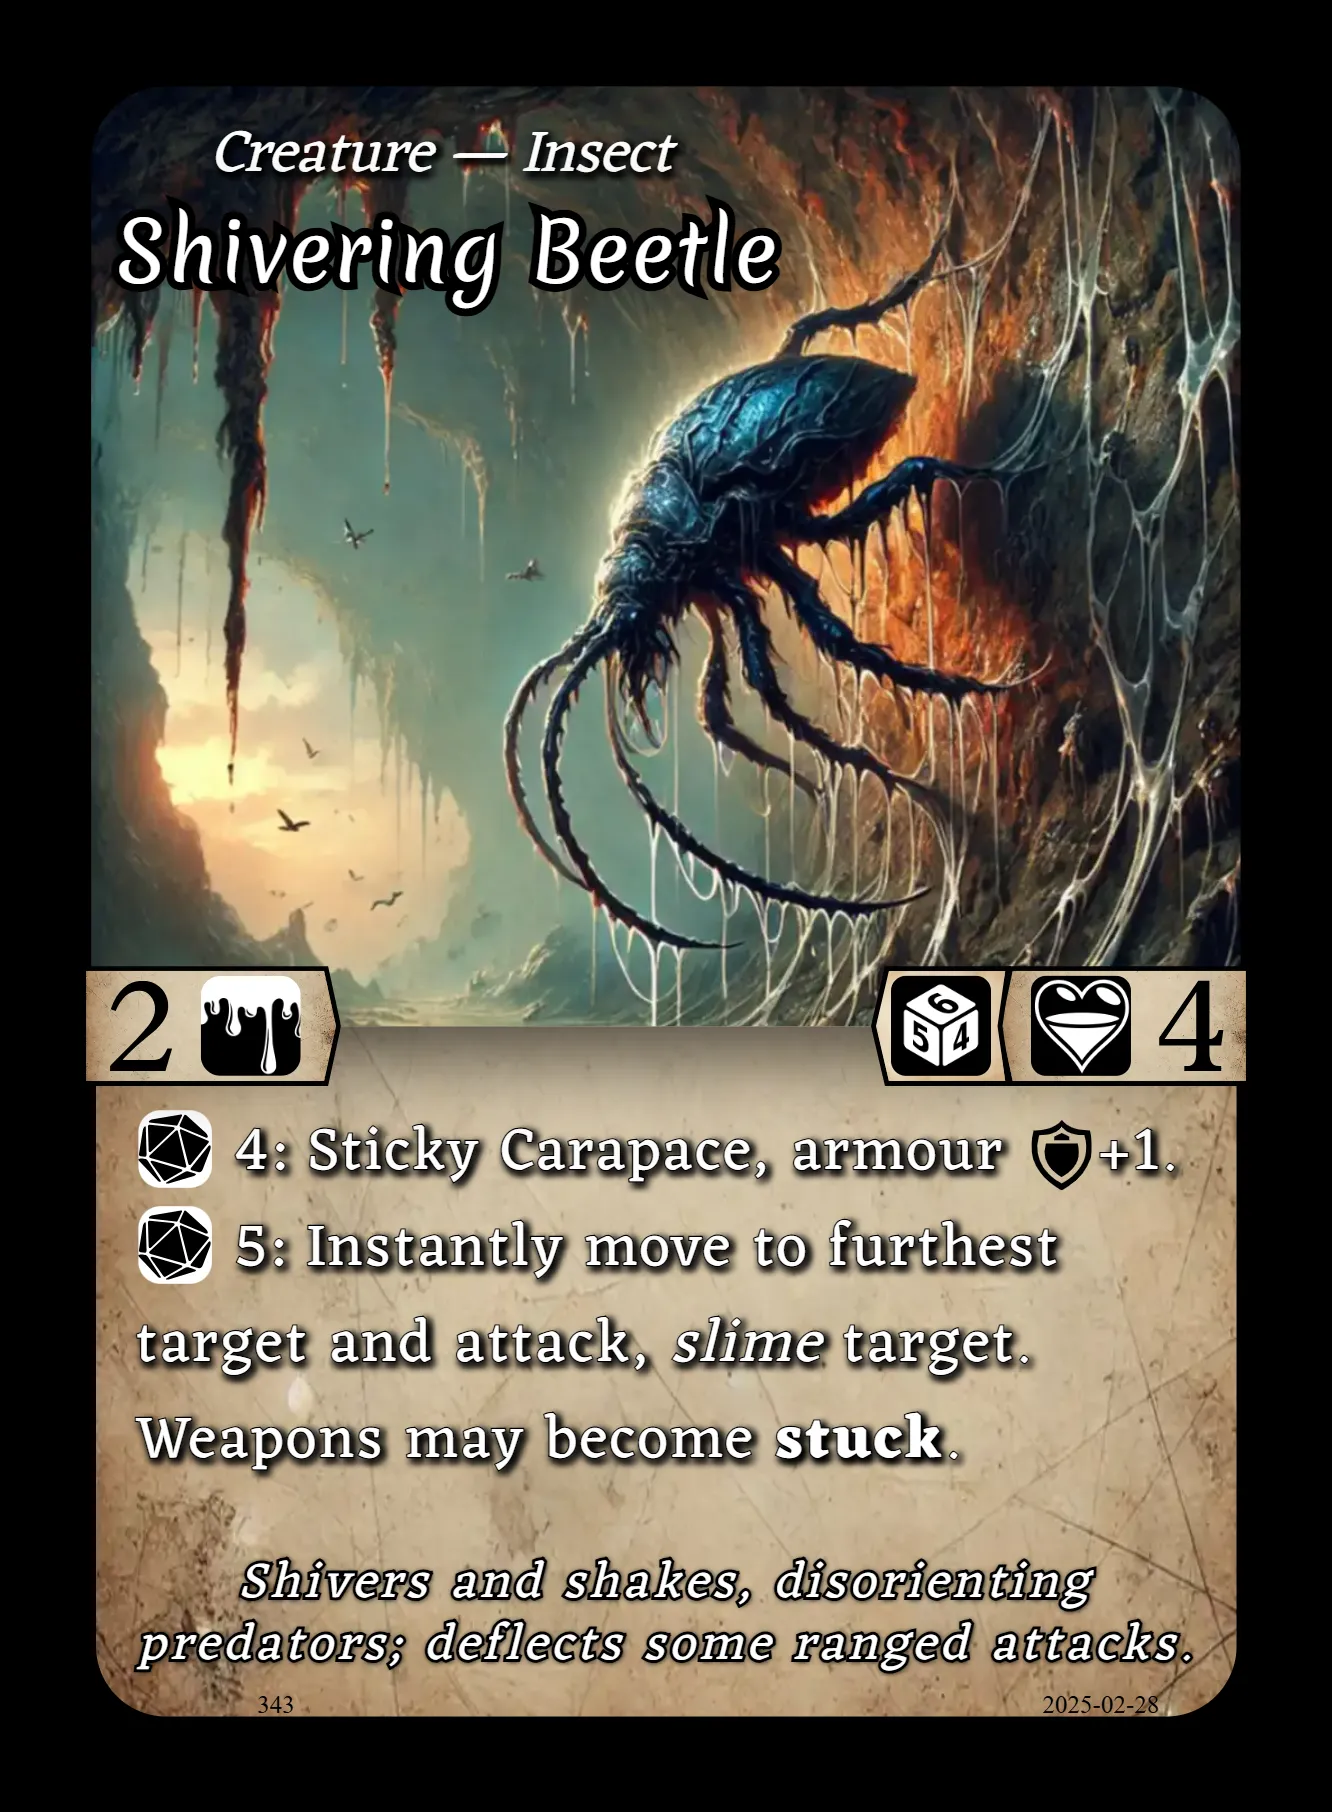 Creature — Insect
Shivering Beetle
2
6
5 4
4
4: Sticky Carapace, armour +1.
5: Instantly move to furthest
target and attack, slime target.
Weapons may become stuck.
Shivers and shakes, disorienting
predators; deflects some ranged attacks.
343
2025-02-28